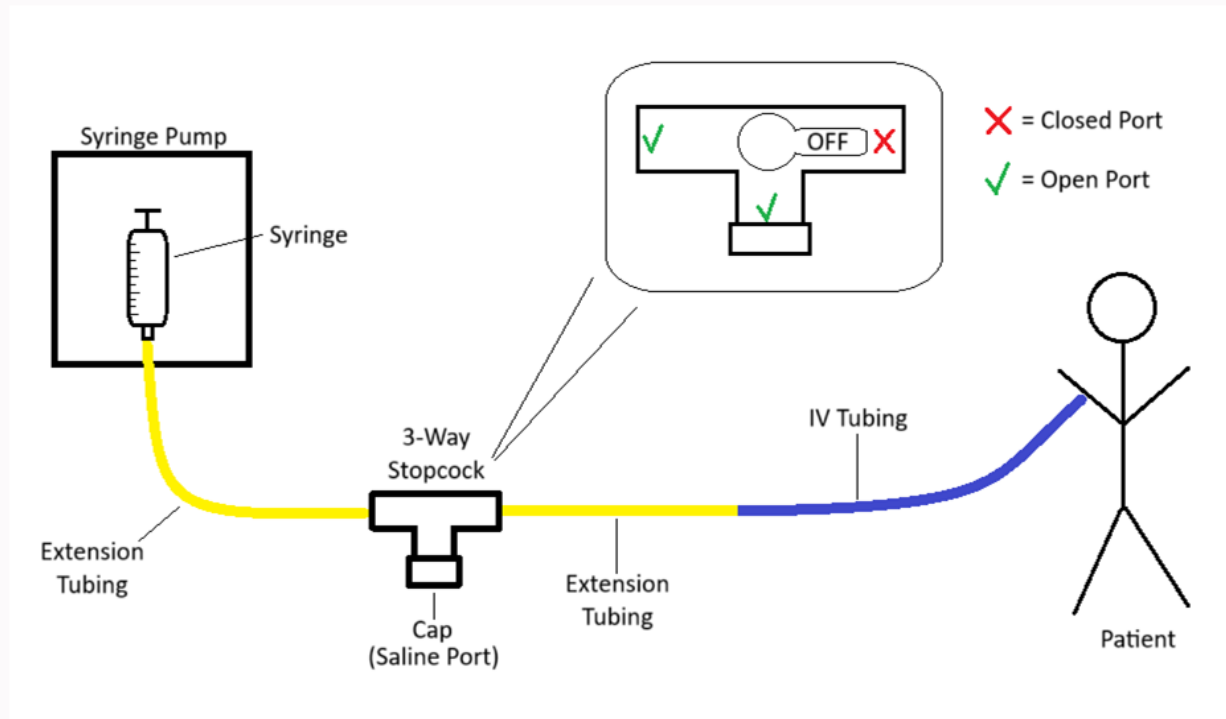 Syringe Pump
Syringe
OFF
= Closed Port
= Open Port
3-Way
Stopcock
IV Tubing
Extension
Tubing
Extension
Tubing
Cap
(Saline Port)
Patient